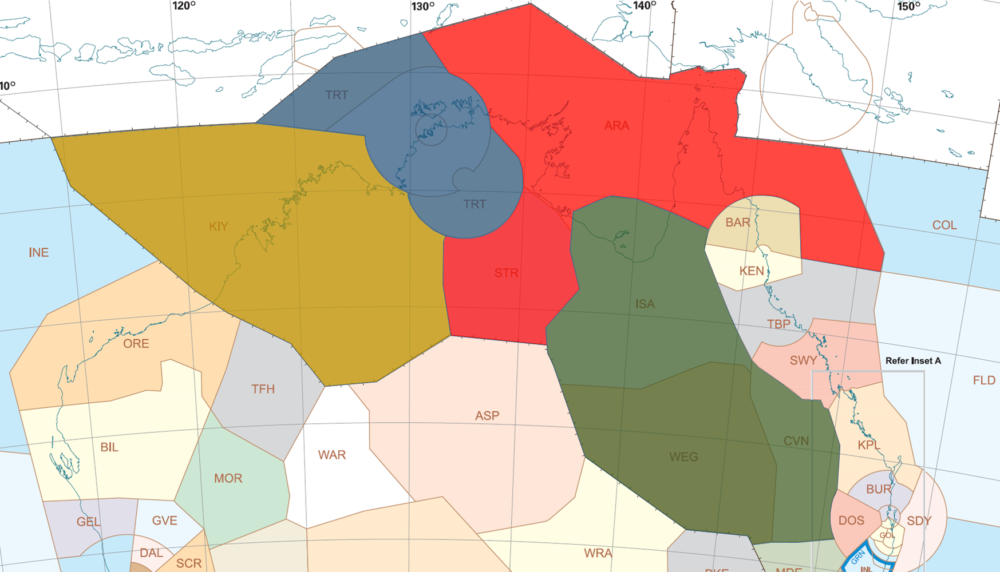 120°
130°
140°
150°
10°
TRT
ARA
TRT
BAR
KIY
COL
INE
KEN
STR
ISA
TBP
ORE
SWY
Refer Inset A
FLD
TFH
ASP
CVN
KPL
BIL
WAR
WEG
MOR
BUR
GEL
GVE
DOS
SDY
GOL
DAL
WRA
GRN
SCR
INL